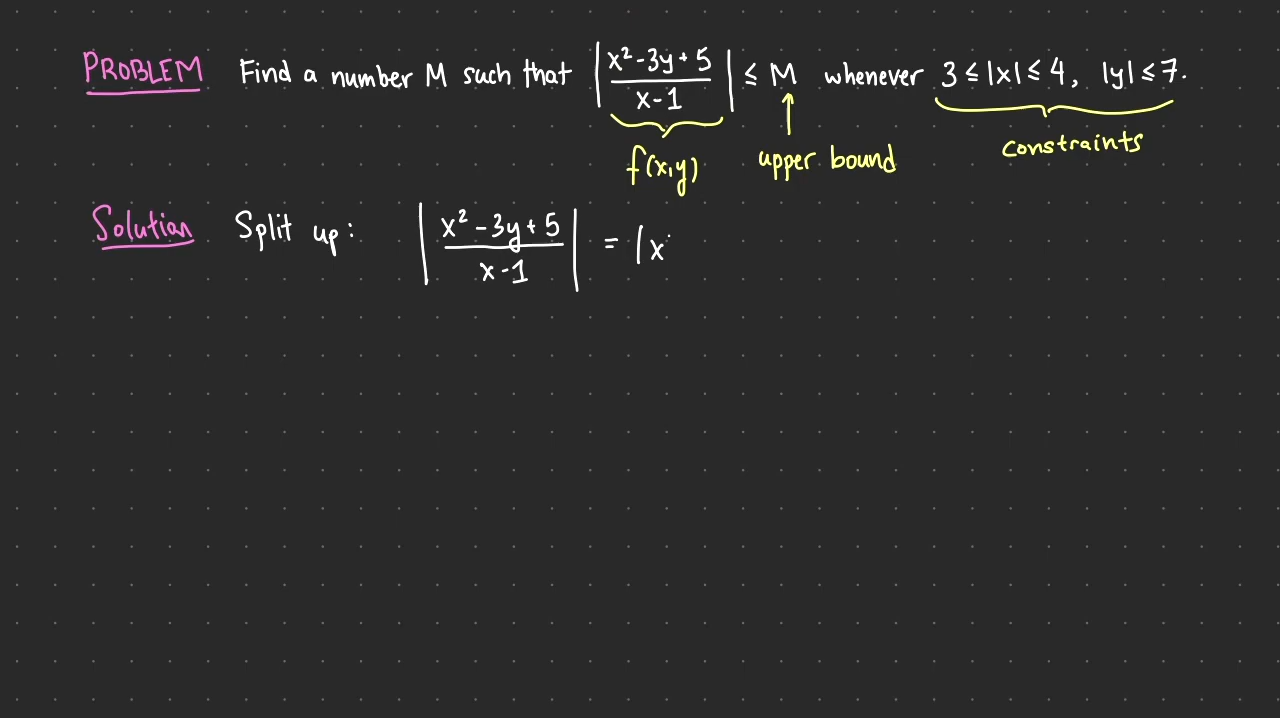 PROBLEM Find a number M such that |(x² - 3y + 5)/(x - 1)| ≤ M whenever 3 ≤ |x| ≤ 4, |y| ≤ 7.
f(x,y) upper bound constraints
Solution Split up: |(x² - 3y + 5)/(x - 1)| = |x